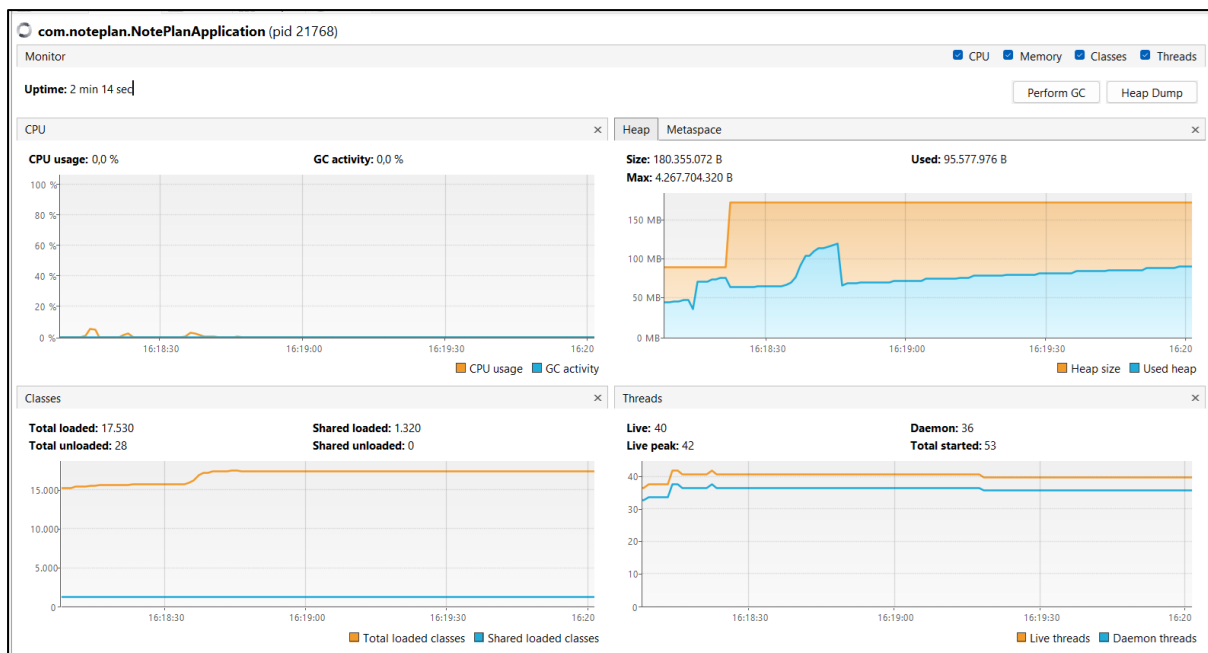 com.noteplan.NotePlanApplication (pid 21768)
Monitor
CPU Memory Classes Threads
Uptime: 2 min 14 sec
Perform GC Heap Dump
CPU
CPU usage: 0,0 % GC activity: 0,0 %
100 %
80 %
60 %
40 %
20 %
0 %
16:18:30 16:19:00 16:19:30 16:20
CPU usage GC activity
Heap Metaspace
Size: 180.355.072 B Used: 95.577.976 B
Max: 4.267.704.320 B
150 MB
100 MB
50 MB
0 MB
16:18:30 16:19:00 16:19:30 16:20
Heap size Used heap
Classes
Total loaded: 17.530 Shared loaded: 1.320
Total unloaded: 28 Shared unloaded: 0
15.000
10.000
5.000
0
16:18:30 16:19:00 16:19:30 16:20
Total loaded classes Shared loaded classes
Threads
Live: 40 Daemon: 36
Live peak: 42 Total started: 53
40
30
20
10
0
16:18:30 16:19:00 16:19:30 16:20
Live threads Daemon threads